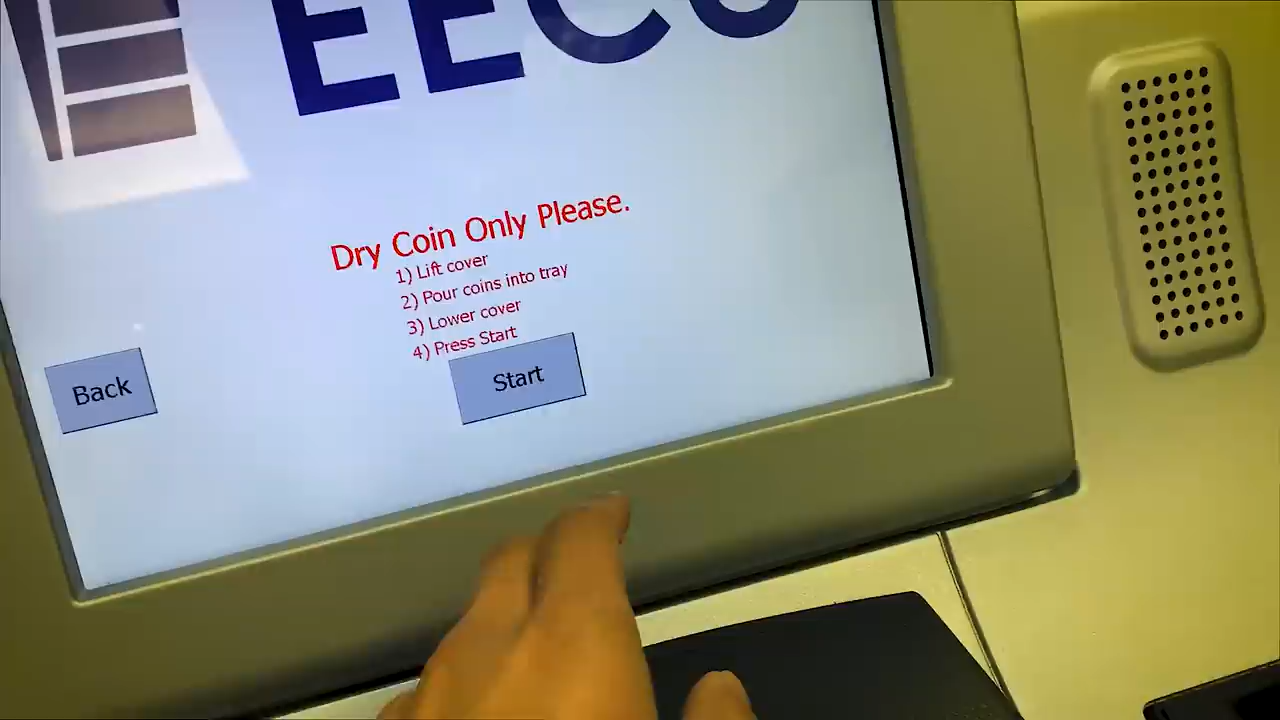 Dry Coin Only Please.
1) Lift cover
2) Pour coins into tray
3) Lower cover
4) Press Start
Back
Start